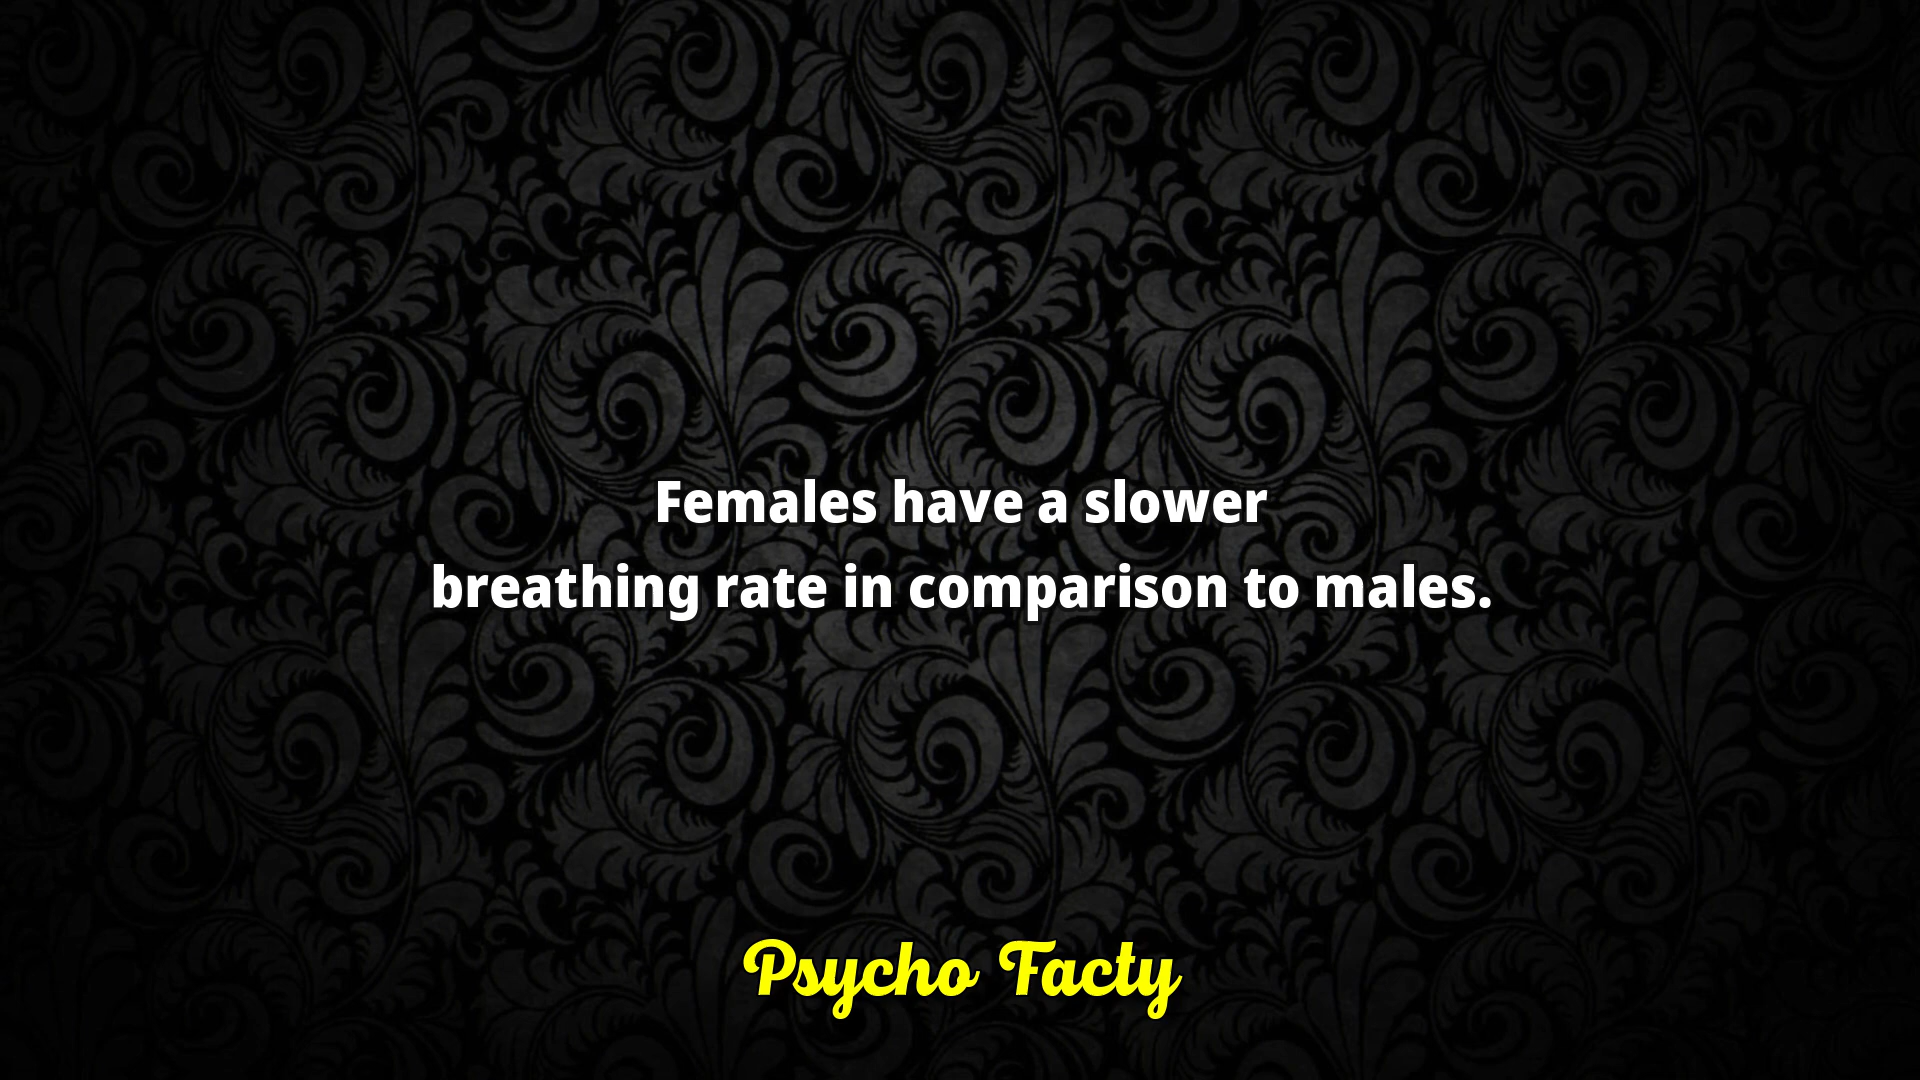 Females have a slower
breathing rate in comparison to males.
Psycho Facty